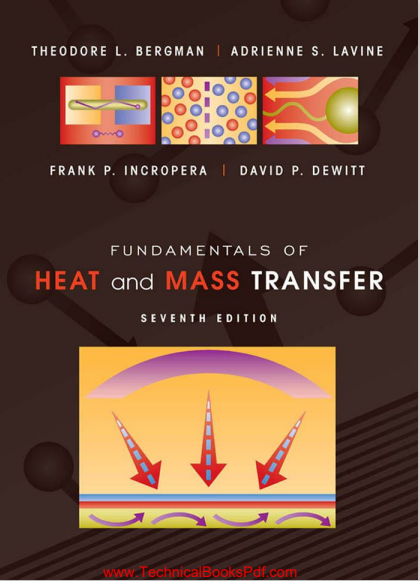 THEODORE L. BERGMAN | ADRIENNE S. LAVINE
FRANK P. INCROPERA | DAVID P. DEWITT
FUNDAMENTALS OF
HEAT and MASS TRANSFER
SEVENTH EDITION
www.TechnicalBooksPdf.com